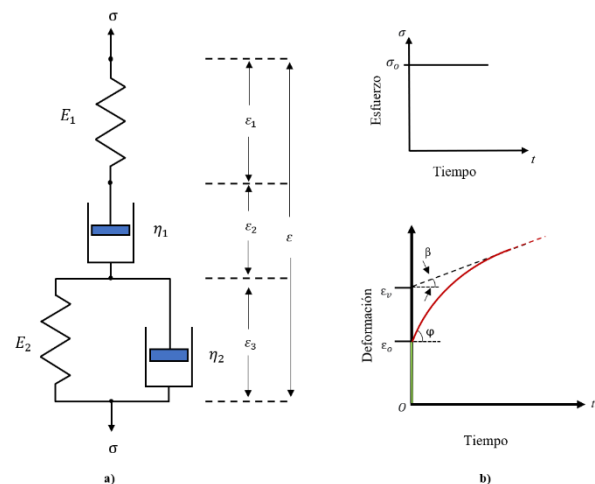 σ
E₁
ε₁
η₁
ε₂
ε
E₂
η₂
ε₃
σ
a)
σ
σₒ
Esfuerzo
t
Tiempo
β
εᵥ
Deformación
φ
εₒ
O
t
Tiempo
b)